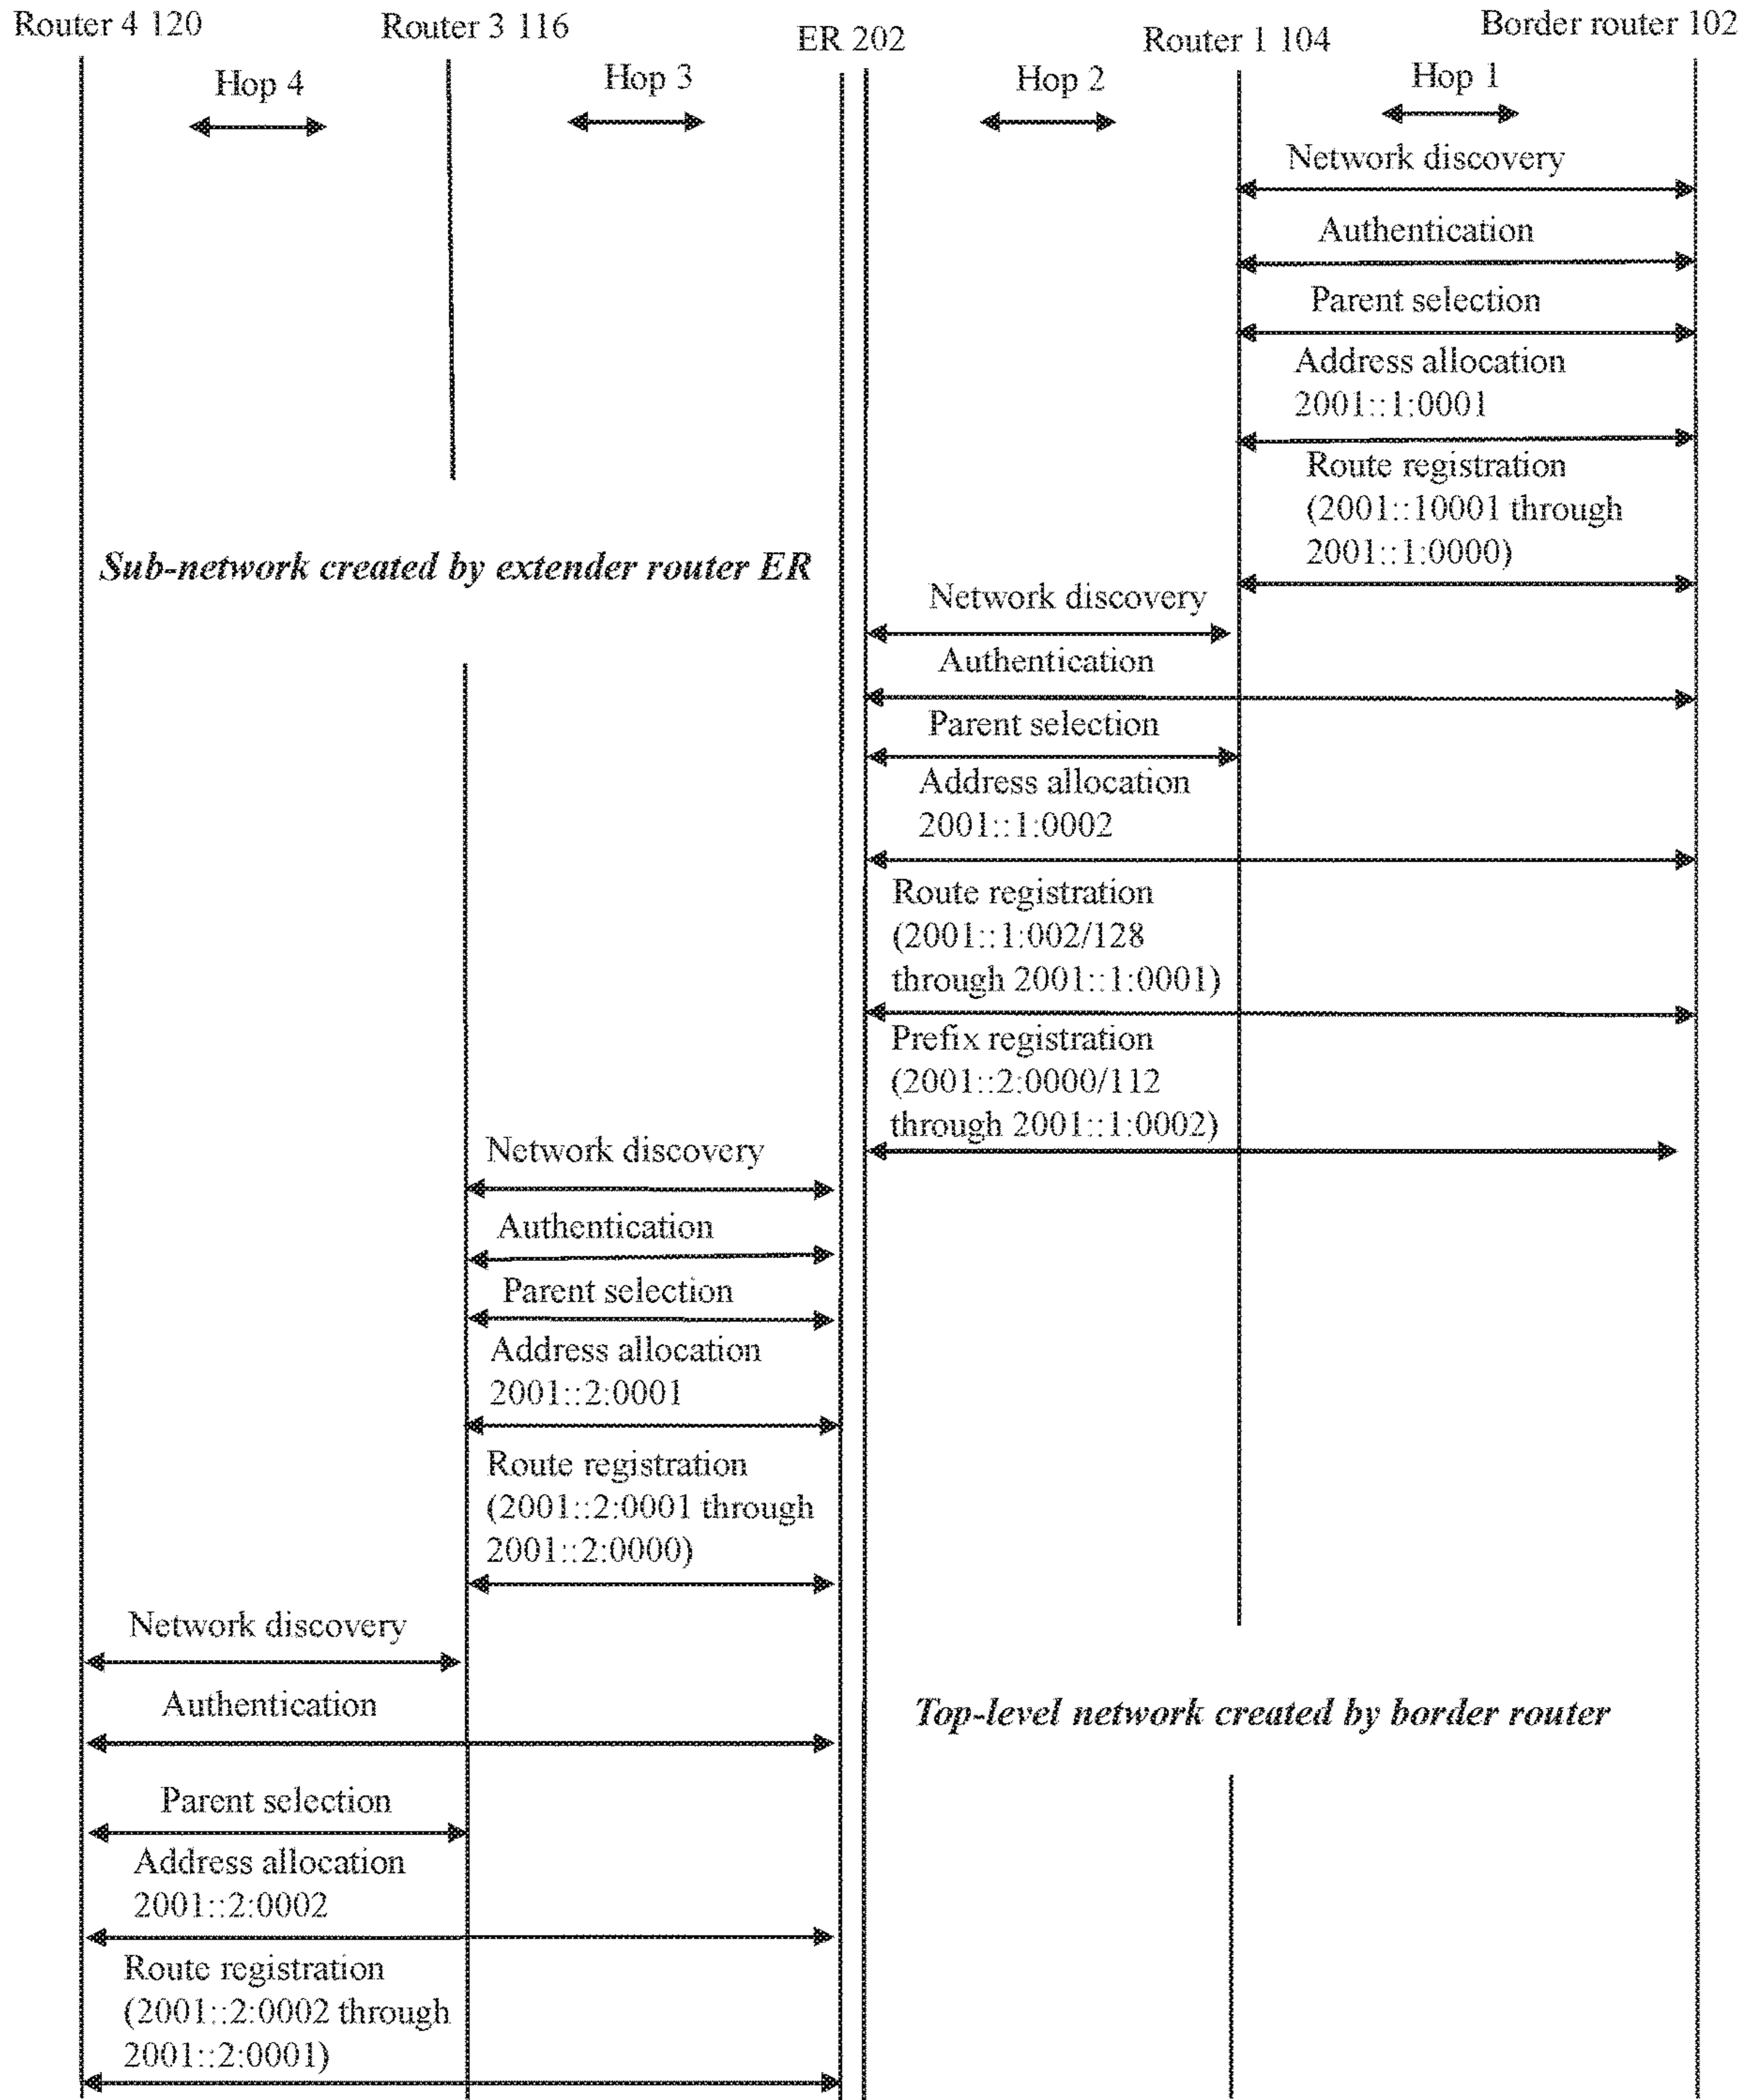 Router 4 120
Router 3 116
ER 202
Router 1 104
Border router 102
Hop 4
Hop 3
Hop 2
Hop 1
Network discovery
Authentication
Parent selection
Address allocation
2001::1:0001
Route registration
(2001::10001 through
2001::1:0000)
Sub-network created by extender router ER
Network discovery
Authentication
Parent selection
Address allocation
2001::1:0002
Route registration
(2001::1:002/128
through 2001::1:0001)
Prefix registration
(2001::2:0000/112
through 2001::1:0002)
Network discovery
Authentication
Parent selection
Address allocation
2001::2:0001
Route registration
(2001::2:0001 through
2001::2:0000)
Network discovery
Authentication
Top-level network created by border router
Parent selection
Address allocation
2001::2:0002
Route registration
(2001::2:0002 through
2001::2:0001)